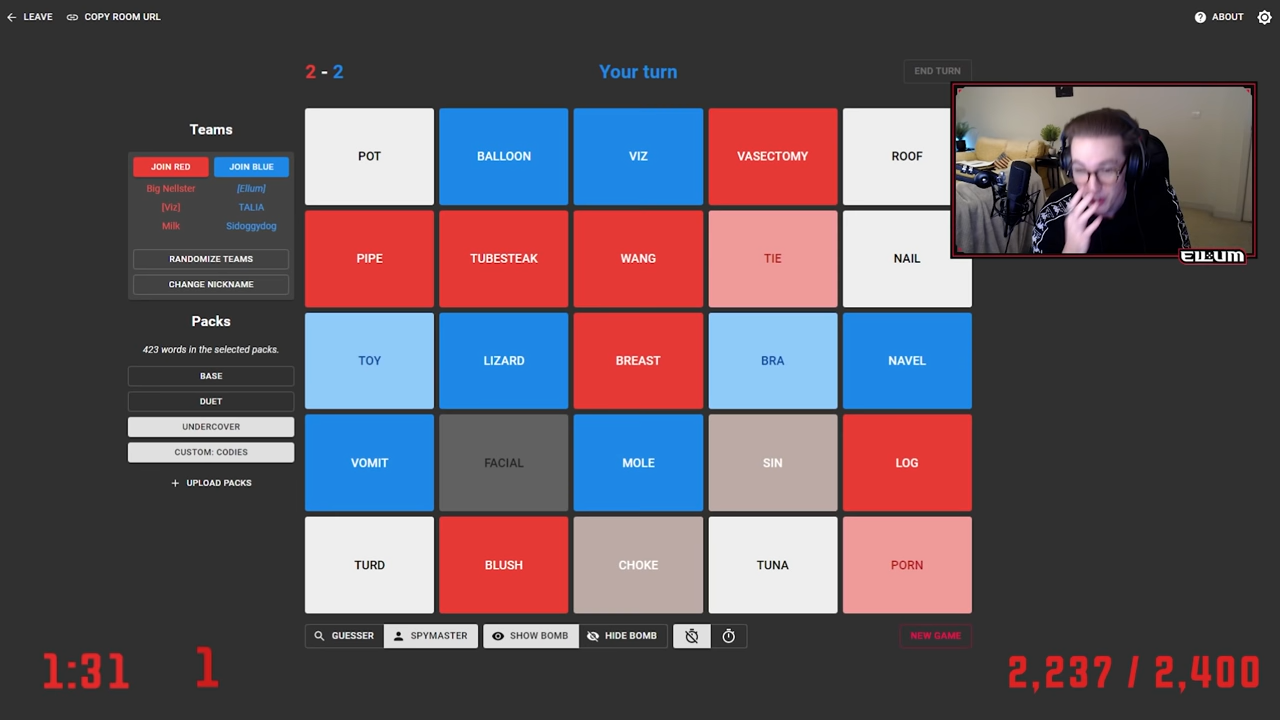 LEAVE
COPY ROOM URL
ABOUT
2 - 2
Your turn
END TURN
Teams
JOIN RED
JOIN BLUE
Big Nellster
[Ellum]
[Viz]
TALIA
Milk
Sidoggydog
RANDOMIZE TEAMS
CHANGE NICKNAME
Packs
423 words in the selected packs.
BASE
DUET
UNDERCOVER
CUSTOM: CODIES
UPLOAD PACKS
POT
BALLOON
VIZ
VASECTOMY
ROOF
PIPE
TUBESTEAK
WANG
TIE
NAIL
TOY
LIZARD
BREAST
BRA
NAVEL
VOMIT
FACIAL
MOLE
SIN
LOG
TURD
BLUSH
CHOKE
TUNA
PORN
GUESSER
SPYMASTER
SHOW BOMB
HIDE BOMB
NEW GAME
ELLUM
1:31
1
2,237 / 2,400